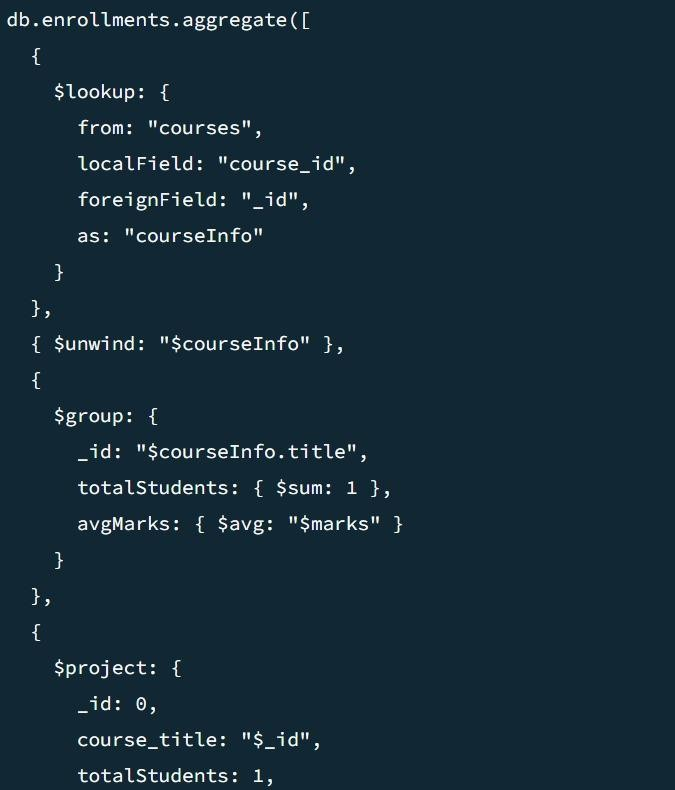 db.enrollments.aggregate([
  {
    $lookup: {
      from: "courses",
      localField: "course_id",
      foreignField: "_id",
      as: "courseInfo"
    }
  },
  { $unwind: "$courseInfo" },
  {
    $group: {
      _id: "$courseInfo.title",
      totalStudents: { $sum: 1 },
      avgMarks: { $avg: "$marks" }
    }
  },
  {
    $project: {
      _id: 0,
      course_title: "$_id",
      totalStudents: 1,